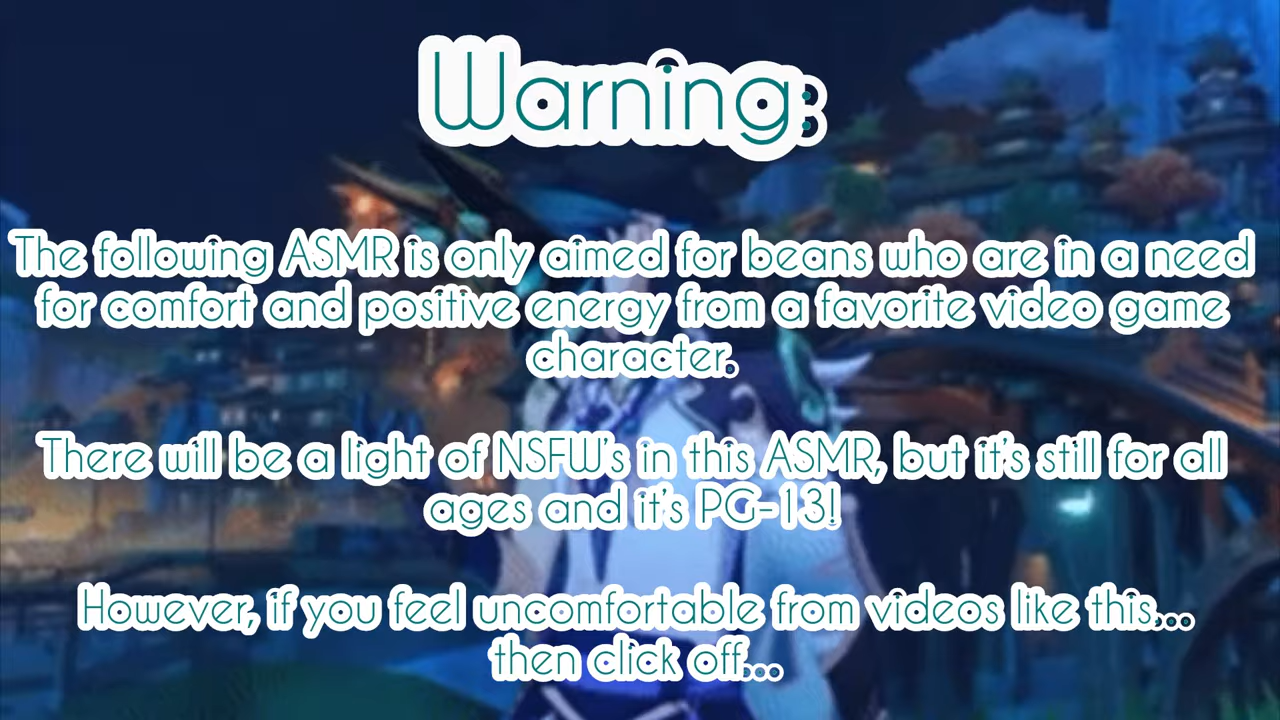 Warning:
The following ASMR is only aimed for beans who are in a need
for comfort and positive energy from a favorite video game
character.
There will be a light of NSFW's in this ASMR, but it's still for all
ages and it's PG-13!
However, if you feel uncomfortable from videos like this...
then click off...